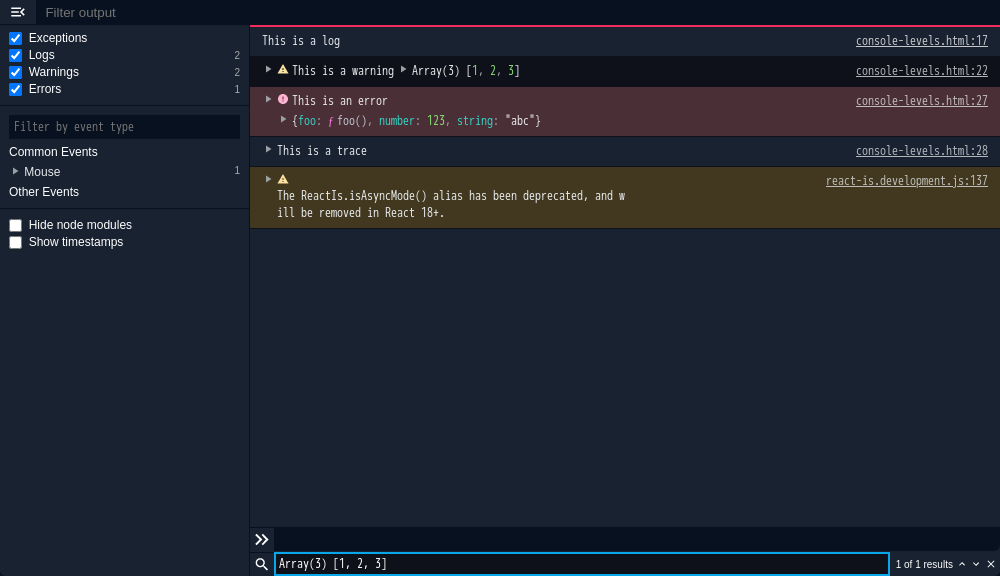 Filter output
Exceptions
Logs 2
Warnings 2
Errors 1
Filter by event type
Common Events
Mouse 1
Other Events
Hide node modules
Show timestamps
This is a log console-levels.html:17
This is a warning Array(3) [1, 2, 3] console-levels.html:22
This is an error console-levels.html:27
{foo: ƒ foo(), number: 123, string: "abc"}
This is a trace console-levels.html:28
react-is.development.js:137
The ReactIs.isAsyncMode() alias has been deprecated, and w
ill be removed in React 18+.
Array(3) [1, 2, 3] 1 of 1 results